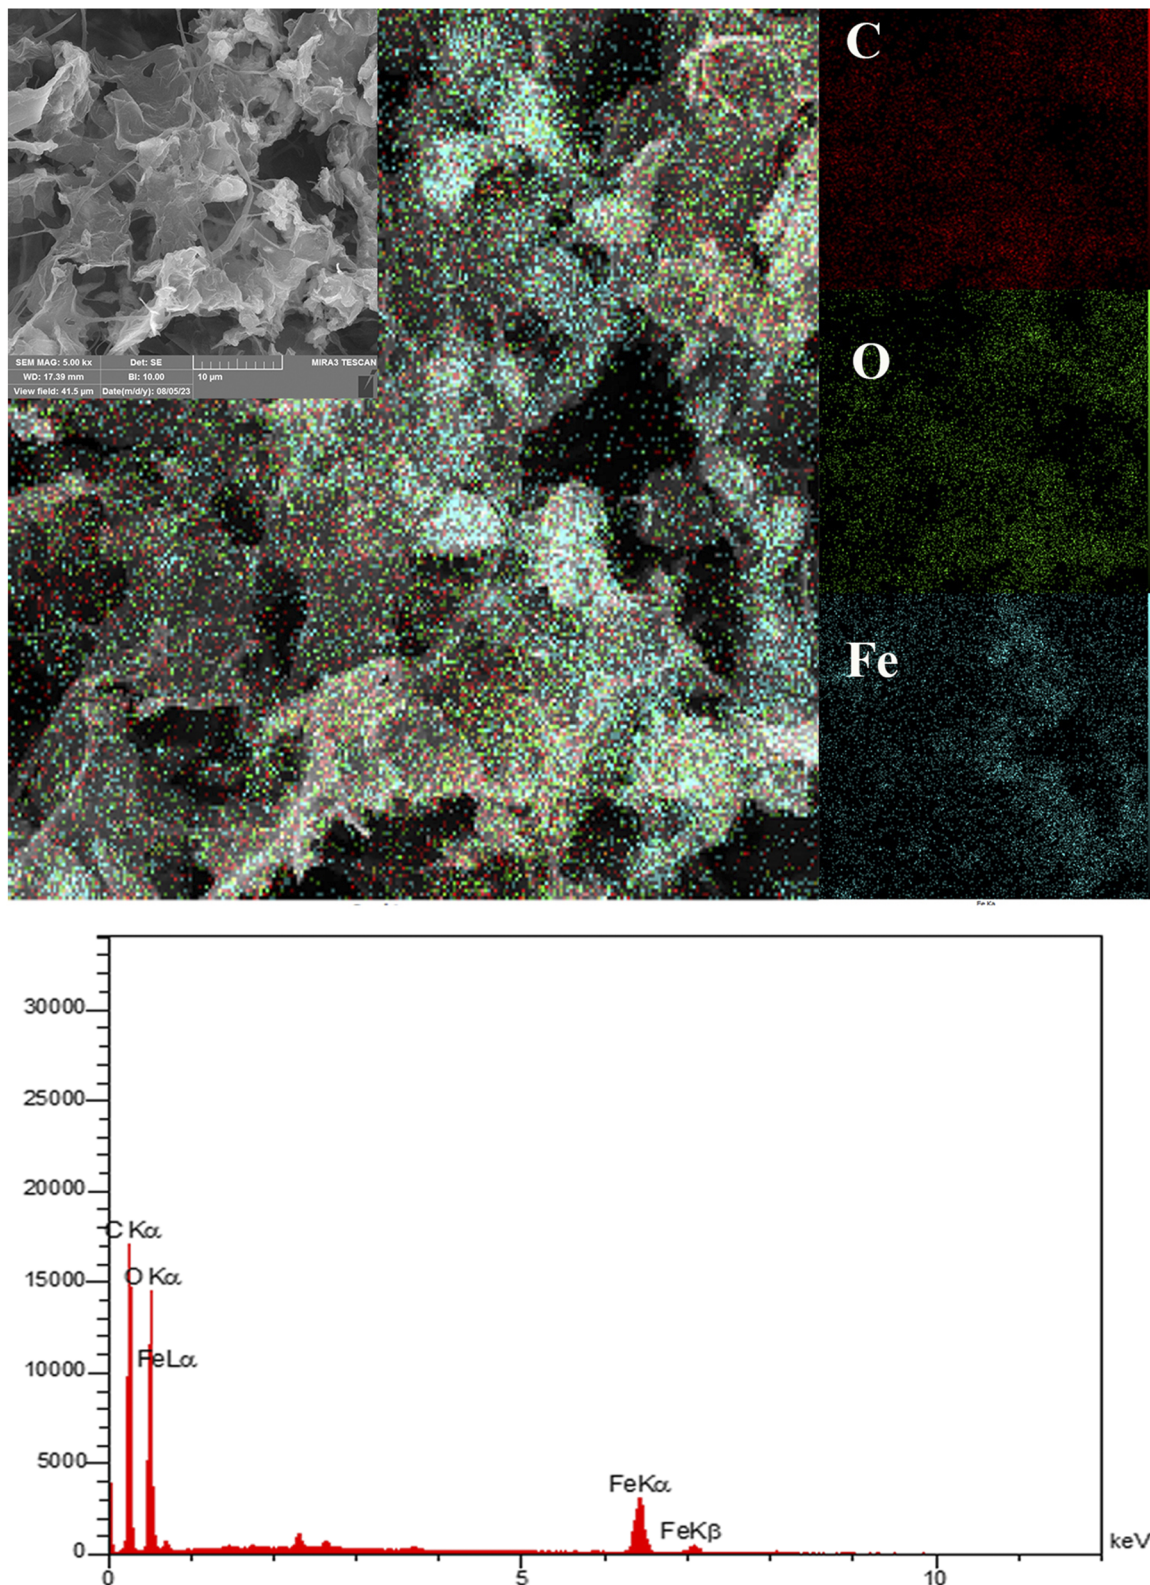 C
O
Fe
SEM MAG: 5.00 kx Det: SE MIRA3 TESCAN
WD: 17.39 mm BI: 10.00 10 µm
View field: 41.5 µm Date(m/d/y): 08/05/23
Fe Ka
30000
25000
20000
C Kα
15000
O Kα
10000
FeLα
5000
FeKα
FeKβ
0
keV
0 5 10